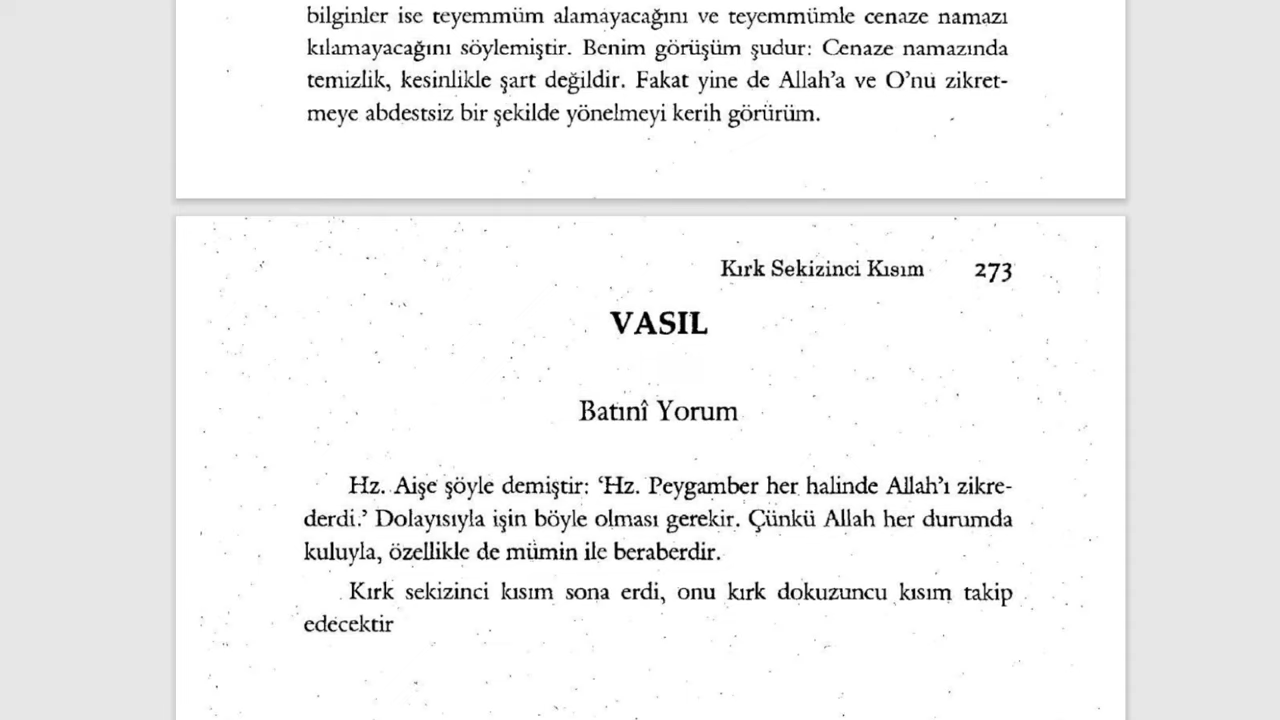 bilginler ise teyemmüm alamayacağını ve teyemmümle cenaze namazı
kılamayacağını söylemiştir. Benim görüşüm şudur: Cenaze namazında
temizlik, kesinlikle şart değildir. Fakat yine de Allah’a ve O’nu zikret-
meye abdestsiz bir şekilde yönelmeyi kerih görürüm.
Kırk Sekizinci Kısım 273
VASIL
Batınî Yorum
Hz. Aişe şöyle demiştir: ‘Hz. Peygamber her halinde Allah’ı zikre-
derdi.’ Dolayısıyla işin böyle olması gerekir. Çünkü Allah her durumda
kuluyla, özellikle de mümin ile beraberdir.
Kırk sekizinci kısım sona erdi, onu kırk dokuzuncu kısım takip
edecektir